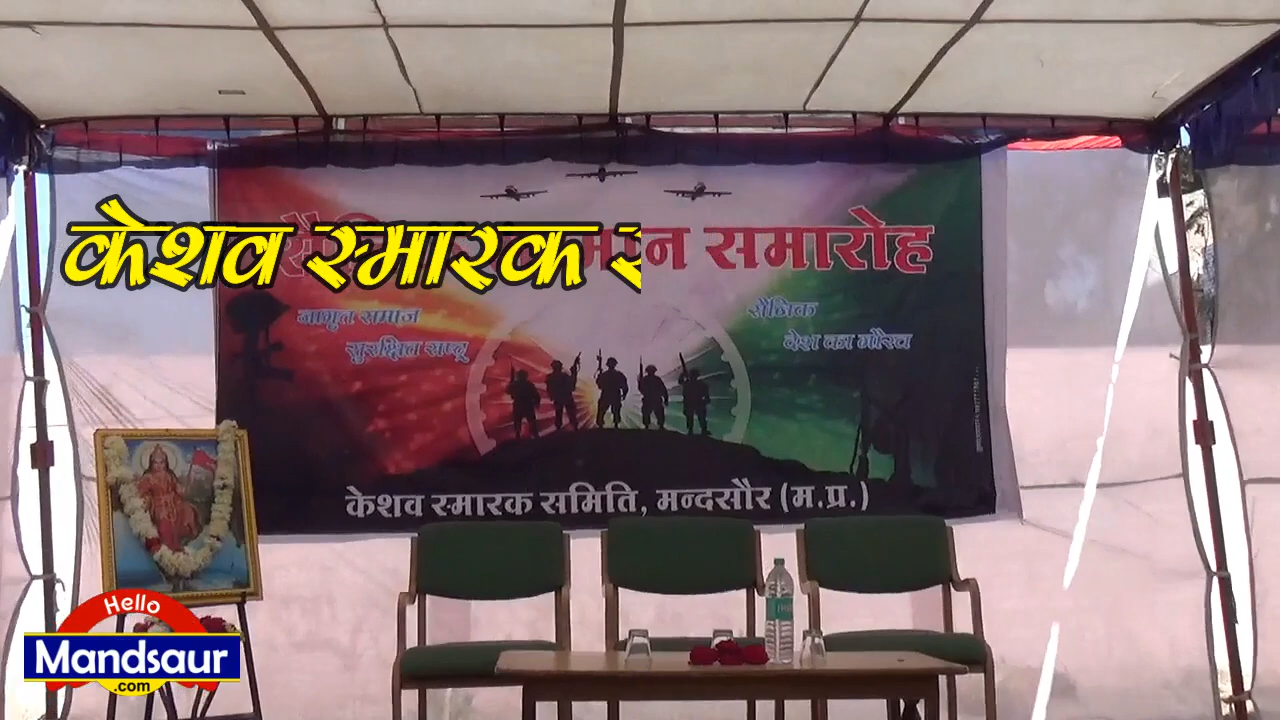 केशव स्मारक स
समारोह
जागृत समाज
सुरक्षित राष्ट्र
सैनिक
देश का गौरव
केशव स्मारक समिति, मन्दसौर (म.प्र.)
Hello
Mandsaur
.com